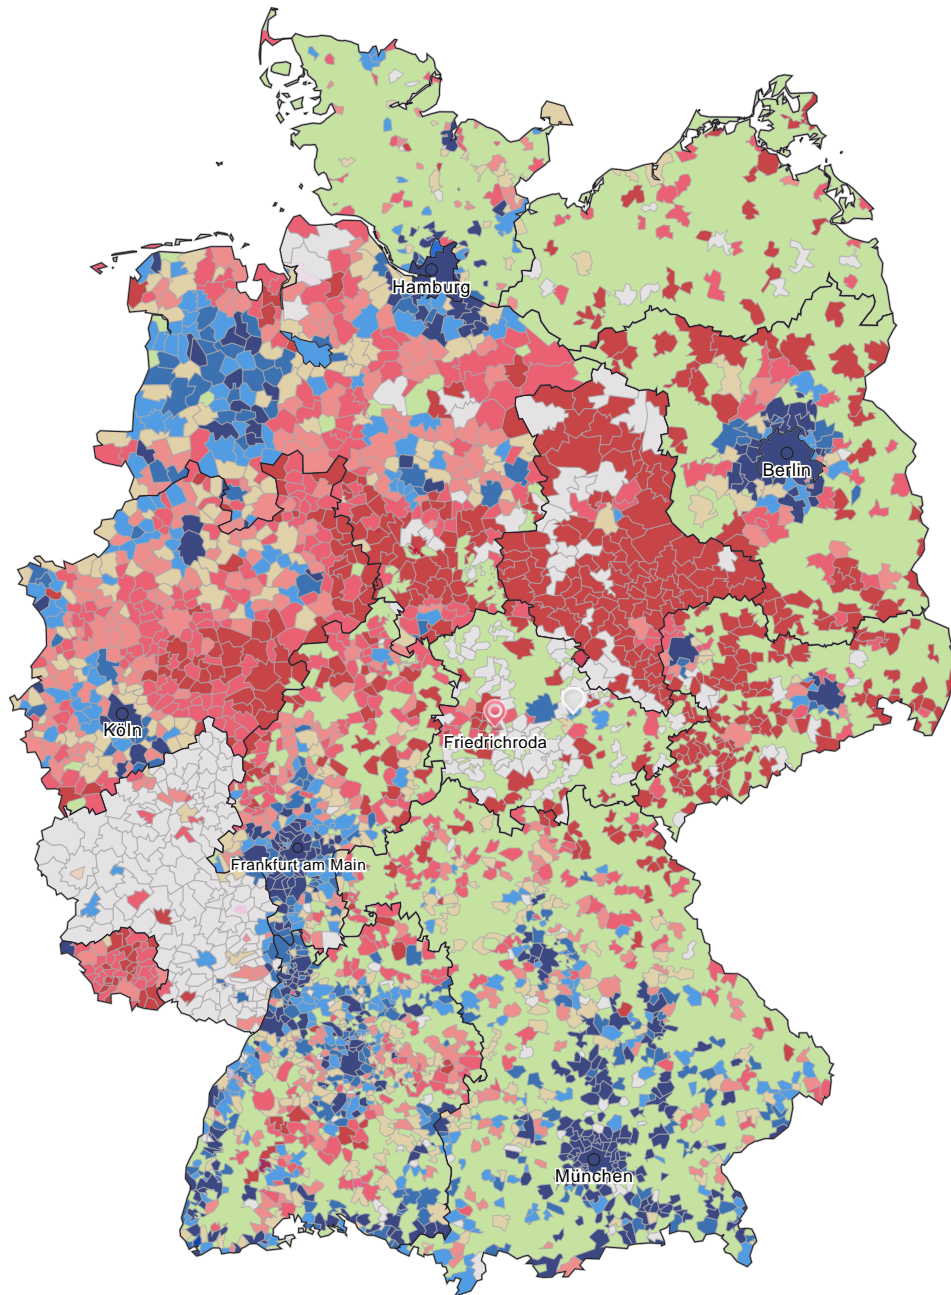 Hamburg
Berlin
Köln
Friedrichroda
Frankfurt am Main
München